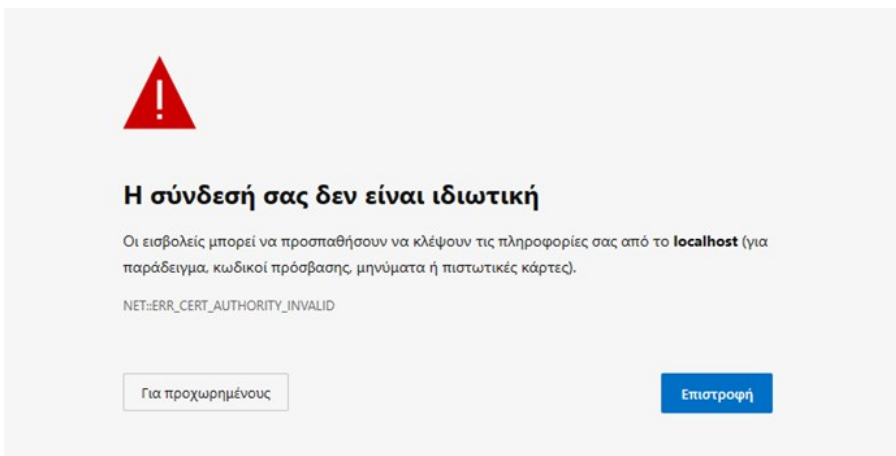 Η σύνδεσή σας δεν είναι ιδιωτική
Οι εισβολείς μπορεί να προσπαθήσουν να κλέψουν τις πληροφορίες σας από το localhost (για
παράδειγμα, κωδικοί πρόσβασης, μηνύματα ή πιστωτικές κάρτες).
NET::ERR_CERT_AUTHORITY_INVALID
Για προχωρημένους
Επιστροφή